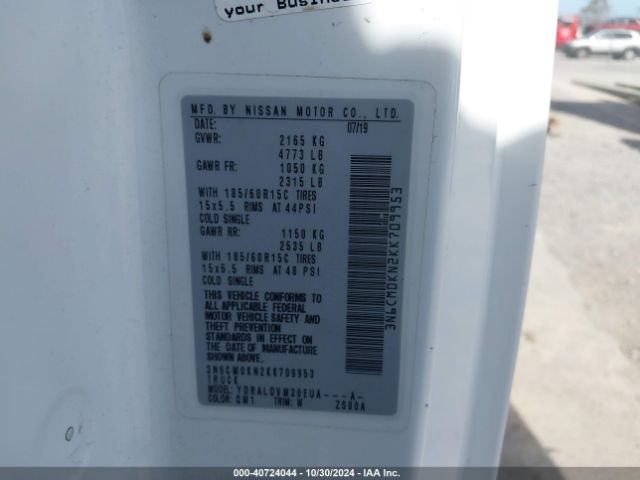 your Busines
MFD. BY NISSAN MOTOR CO., LTD.
DATE: 07/19
GVWR: 2165 KG
4773 LB
GAWR FR: 1050 KG
2315 LB
WITH 185/60R15C TIRES
15x5.5 RIMS AT 44PSI
COLD SINGLE
GAWR RR: 1150 KG
2535 LB
WITH 185/60R15C TIRES
15x5.5 RIMS AT 48 PSI
COLD SINGLE
THIS VEHICLE CONFORMS TO
ALL APPLICABLE FEDERAL
MOTOR VEHICLE SAFETY AND
THEFT PREVENTION
STANDARDS IN EFFECT ON
THE DATE OF MANUFACTURE
SHOWN ABOVE.
3N6CM0KN2KK709953
TRUCK
MODEL: YDRALDVM20EUA---A-
COLOR: QM1 TRIM: W ZS00A
3N6CM0KN2KK709953
000-40724044 | 10/30/2024 | IAA Inc.